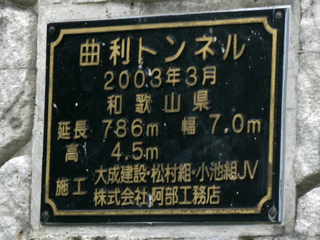 曲利トンネル
2003年3月
和歌山県
延長 786m 幅 7.0m
高 4.5m
施工 大成建設・松村組・小池組JV
株式会社阿部工務店